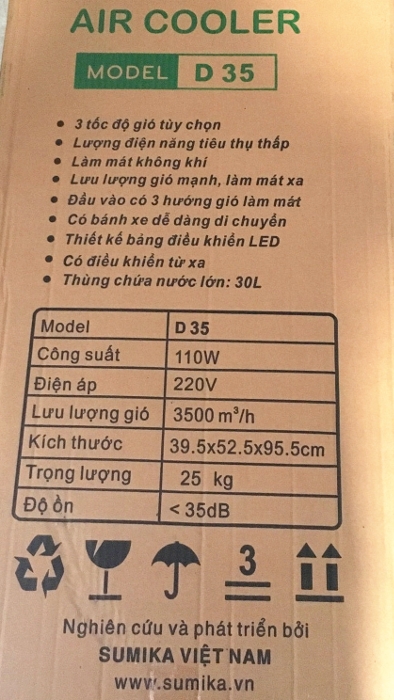 AIR COOLER
MODEL D 35
• 3 tốc độ gió tùy chọn
• Lượng điện năng tiêu thụ thấp
• Làm mát không khí
• Lưu lượng gió mạnh, làm mát xa
• Đầu vào có 3 hướng gió làm mát
• Có bánh xe dễ dàng di chuyển
• Thiết kế bảng điều khiển LED
• Có điều khiển từ xa
• Thùng chứa nước lớn: 30L
Model D 35
Công suất 110W
Điện áp 220V
Lưu lượng gió 3500 m³/h
Kích thước 39.5x52.5x95.5cm
Trọng lượng 25 kg
Độ ồn < 35dB
3
Nghiên cứu và phát triển bởi
SUMIKA VIỆT NAM
www.sumika.vn